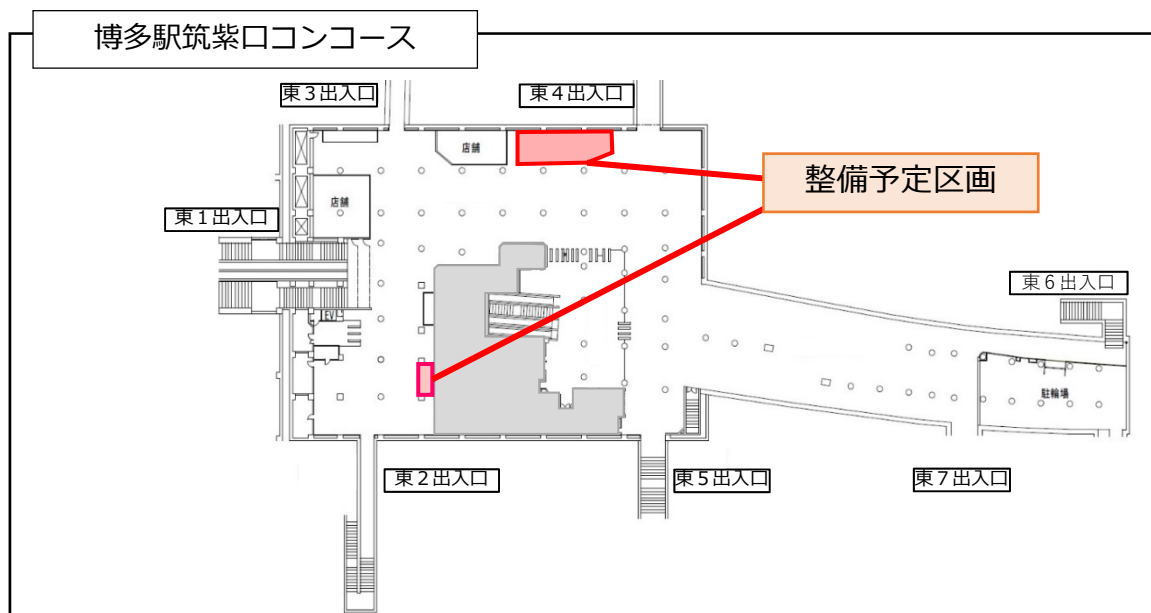 博多駅筑紫口コンコース
東３出入口
東４出入口
店舗
整備予定区画
店舗
東１出入口
東６出入口
EV
駐輪場
東２出入口
東５出入口
東７出入口